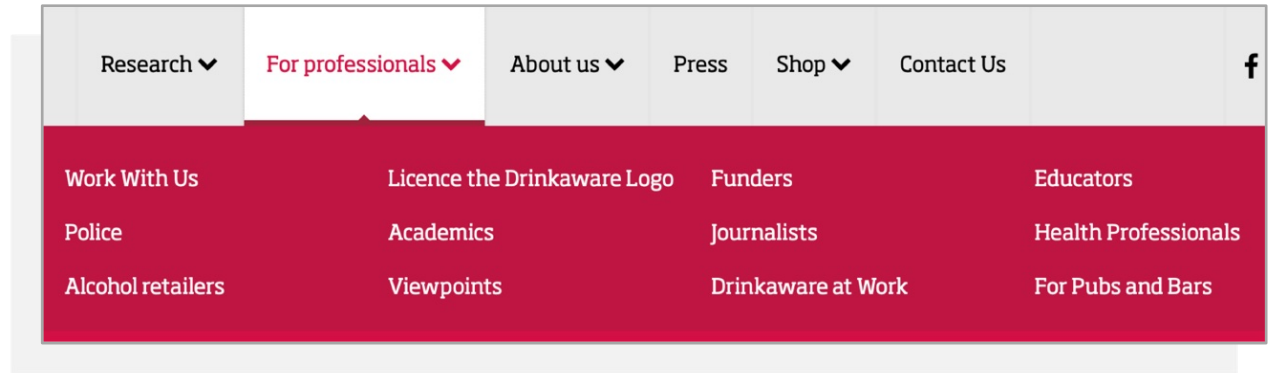 Research For professionals About us Press Shop Contact Us
Work With Us Licence the Drinkaware Logo Funders Educators
Police Academics Journalists Health Professionals
Alcohol retailers Viewpoints Drinkaware at Work For Pubs and Bars